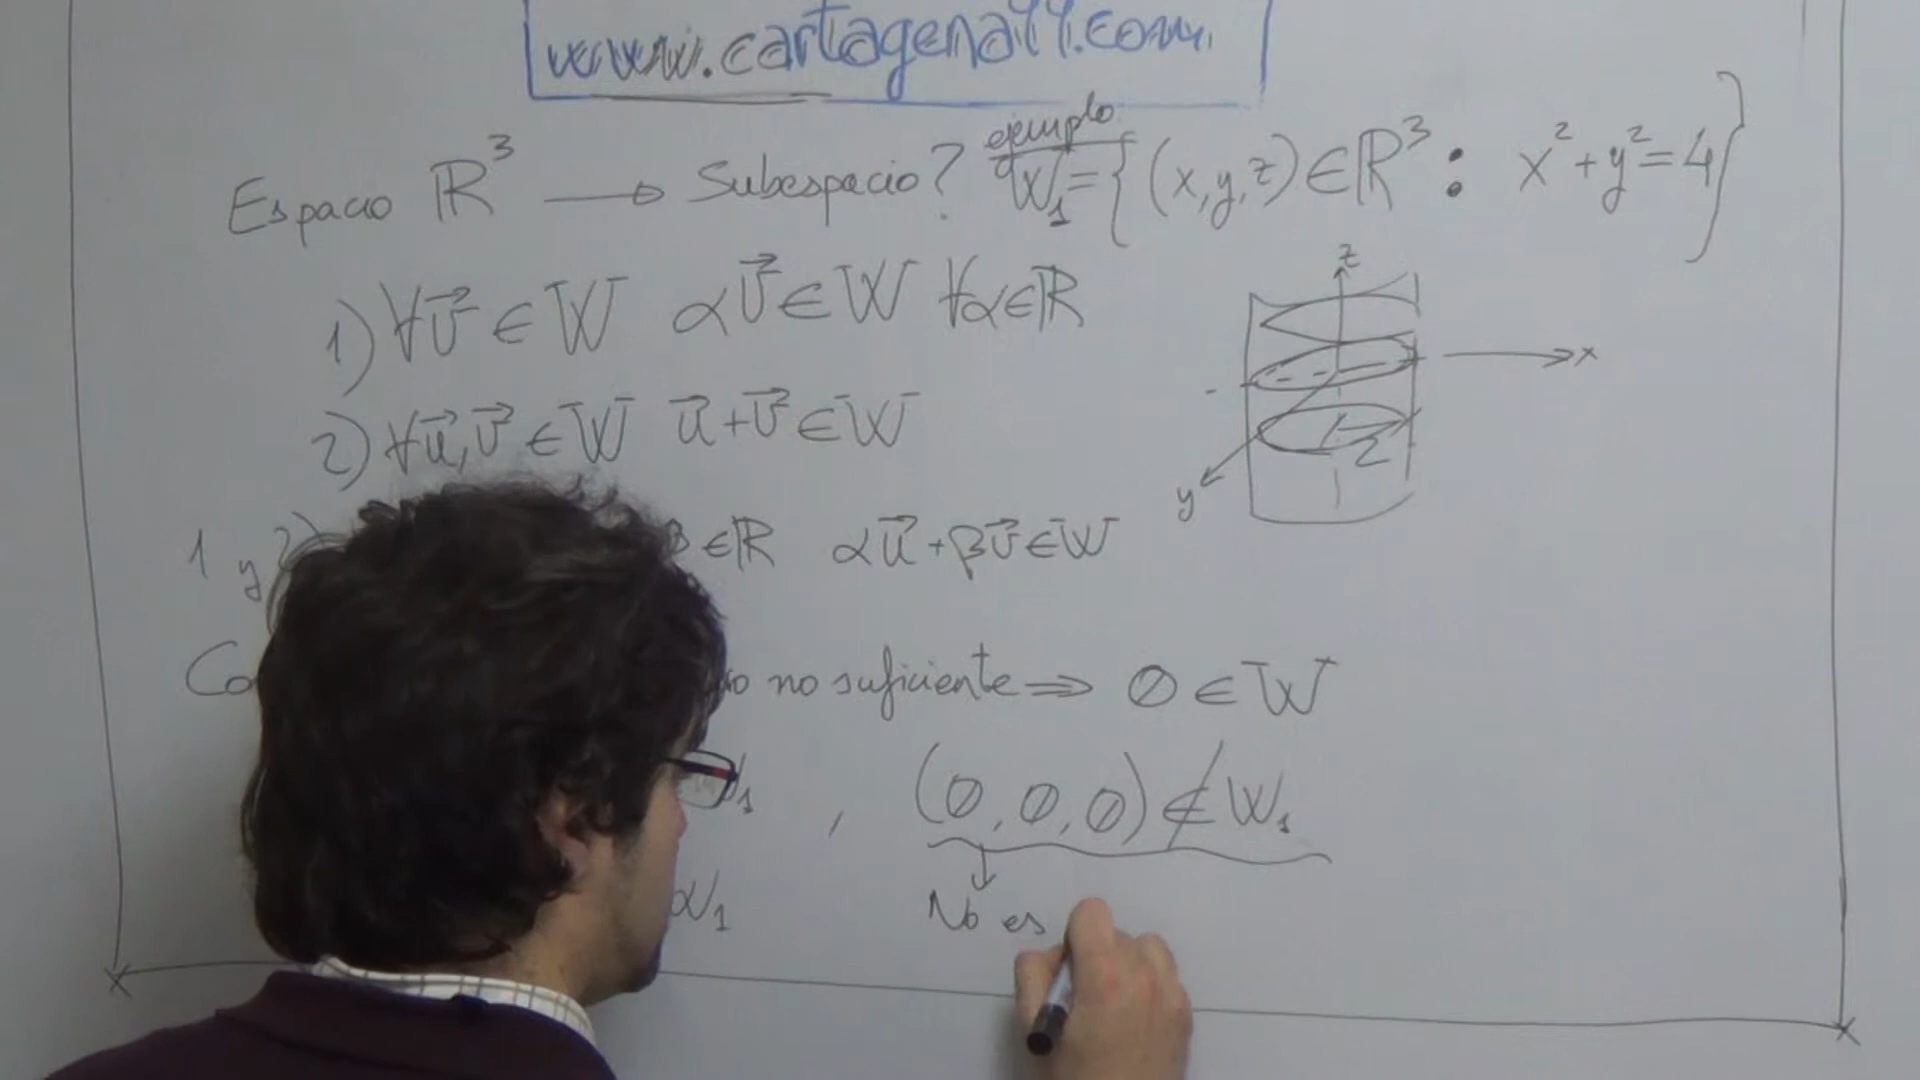 www.cartagena99.com
ejemplo
Espacio ℝ³ → Subespacio? W₁={(x,y,z)∈ℝ³: x²+y²=4}
1) ∀v⃗∈W αv⃗∈W ∀α∈ℝ
2) ∀u⃗,v⃗∈W u⃗+v⃗∈W
1 y 2) β∈ℝ αu⃗+βv⃗∈W
no suficiente ⇒ 0∈W
, (0,0,0)∉W₁
No es
z
x
2
y